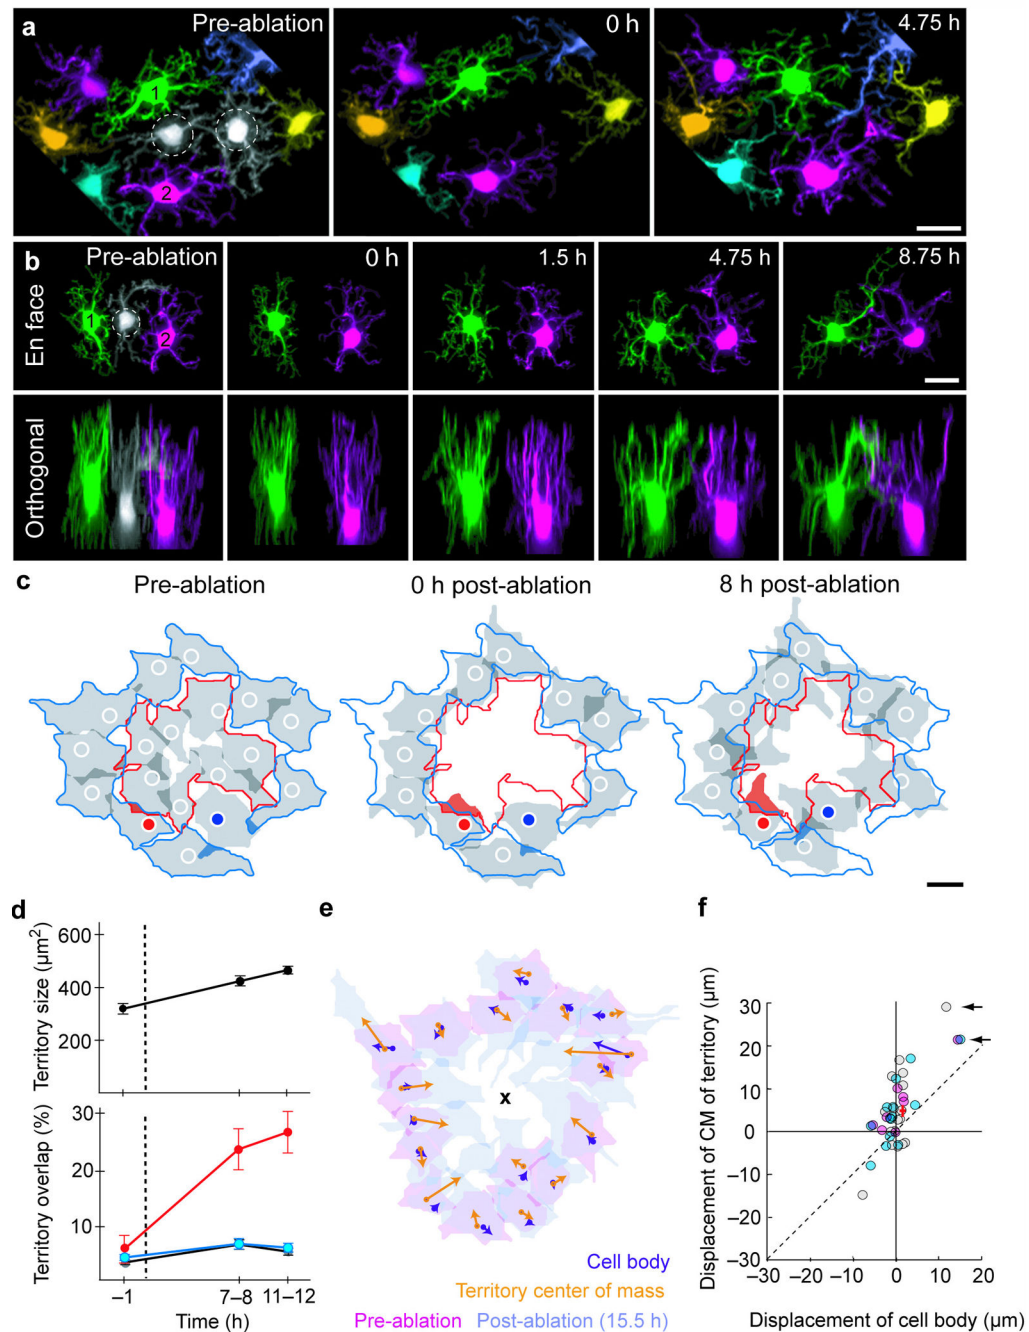 a
Pre-ablation
0 h
4.75 h
1
2
b
En face
Pre-ablation
0 h
1.5 h
4.75 h
8.75 h
1
2
Orthogonal
c
Pre-ablation
0 h post-ablation
8 h post-ablation
d
Territory size (µm²)
600
400
200
Territory overlap (%)
30
20
10
–1
7–8
11–12
Time (h)
e
x
Cell body
Territory center of mass
Pre-ablation
Post-ablation (15.5 h)
f
Displacement of CM of territory (µm)
30
20
10
0
–10
–20
–30
–30
–20
–10
0
10
20
Displacement of cell body (µm)